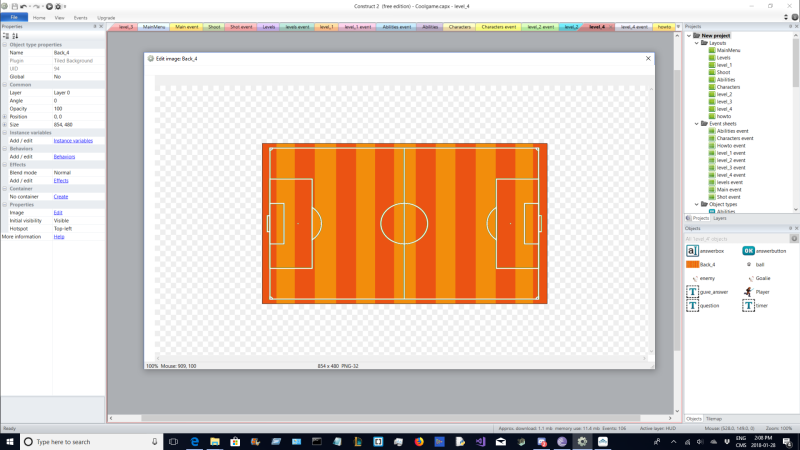 Construct 2 (free edition) - Coolgame.capx - level_4
File Home View Events Upgrade
Properties
Object type properties
Name Back_4
Plugin Tiled Background
UID 94
Global No
Common
Layer Layer 0
Angle 0
Opacity 100
Position 0, 0
Size 854, 480
Instance variables
Add / edit Instance variables
Behaviors
Add / edit Behaviors
Effects
Blend mode Normal
Add / edit Effects
Container
No container Create
Properties
Image Edit
Initial visibility Visible
Hotspot Top-left
More information Help
level_3 MainMenu Main event Shoot Shot event Levels levels event level_1 level_1 event Abilities event Abilities Characters Characters event level_2 event level_2 level_4 level_4 event howto
Edit image: Back_4
100% Mouse: 909, 100 854 x 480 PNG-32
Projects
New project
Layouts
MainMenu
Levels
level_1
Shoot
Abilities
Characters
level_2
level_3
level_4
howto
Event sheets
Abilities event
Characters event
Howto event
level_1 event
level_2 event
level_3 event
level_4 event
levels event
Main event
Shot event
Object types
Abilities
Projects Layers
Objects
All 'level_4' objects
answerbox answerbutton
Back_4 ball
enemy Goalie
guve_answer Player
question timer
Objects Tilemap
Ready Approx. download: 1.1 mb memory use: 11.4 mb Events: 106 Active layer: HUD Mouse: (528.0, 149.0, 0) Zoom: 100%
Type here to search
ENG 2:08 PM
CMS 2018-01-28